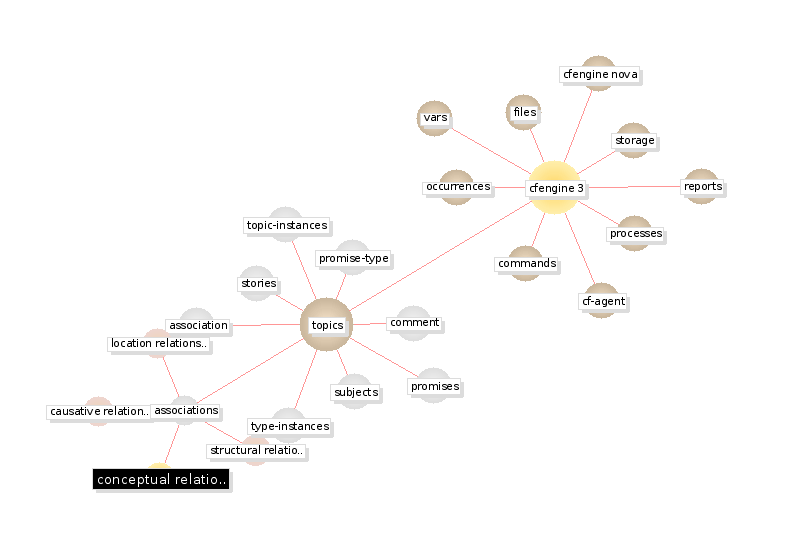 cfengine nova
vars
files
storage
occurrences
cfengine 3
reports
topic-instances
processes
promise-type
commands
stories
cf-agent
association
topics
comment
location relations..
subjects
promises
causative relation..
associations
type-instances
structural relatio..
conceptual relatio..